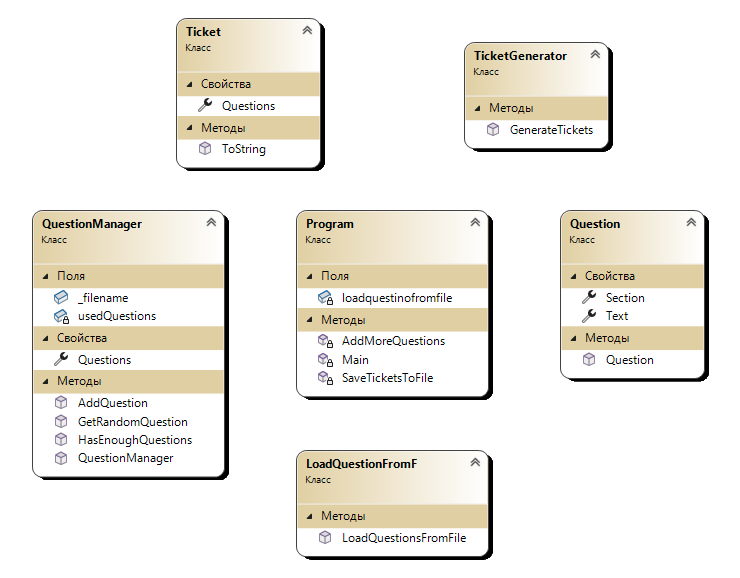 Ticket
Класс
Свойства
Questions
Методы
ToString
TicketGenerator
Класс
Методы
GenerateTickets
QuestionManager
Класс
Поля
_filename
usedQuestions
Свойства
Questions
Методы
AddQuestion
GetRandomQuestion
HasEnoughQuestions
QuestionManager
Program
Класс
Поля
loadquestinofromfile
Методы
AddMoreQuestions
Main
SaveTicketsToFile
Question
Класс
Свойства
Section
Text
Методы
Question
LoadQuestionFromF
Класс
Методы
LoadQuestionsFromFile